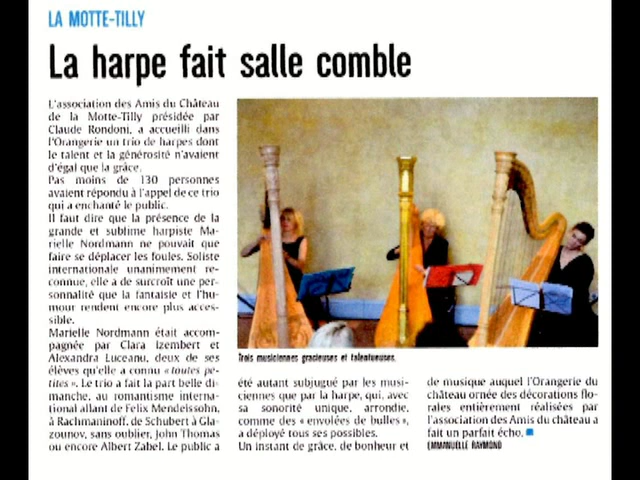 LA MOTTE-TILLY
La harpe fait salle comble
L'association des Amis du Château
de la Motte-Tilly présidée par
Claude Rondoni, a accueilli dans
l'Orangerie un trio de harpes dont
le talent et la générosité n'avaient
d'égal que la grâce.
Pas moins de 130 personnes
avaient répondu à l'appel de ce trio
qui a enchanté le public.
Il faut dire que la présence de la
grande et sublime harpiste Ma-
rielle Nordmann ne pouvait que
faire se déplacer les foules. Soliste
internationale unanimement re-
connue, elle a de surcroît une per-
sonnalité que la fantaisie et l'hu-
mour rendent encore plus acces-
sible.
Marielle Nordmann était accom-
pagnée par Clara Izembert et
Alexandra Luceanu, deux de ses
élèves qu'elle a connu « toutes pe-
tites ». Le trio a fait la part belle di-
manche, au romantisme interna-
tional allant de Felix Mendelssohn,
à Rachmaninoff, de Schubert à Gla-
zounov, sans oublier, John Thomas
ou encore Albert Zabel. Le public a
Trois musiciennes gracieuses et talentueuses.
été autant subjugué par les musi-
ciennes que par la harpe, qui, avec
sa sonorité unique, arrondie,
comme des « envolées de bulles »,
a déployé tous ses possibles.
Un instant de grâce, de bonheur et
de musique auquel l'Orangerie du
château ornée des décorations flo-
rales entièrement réalisées par
l'association des Amis du château a
fait un parfait écho.
EMMANUELLE RAYMOND